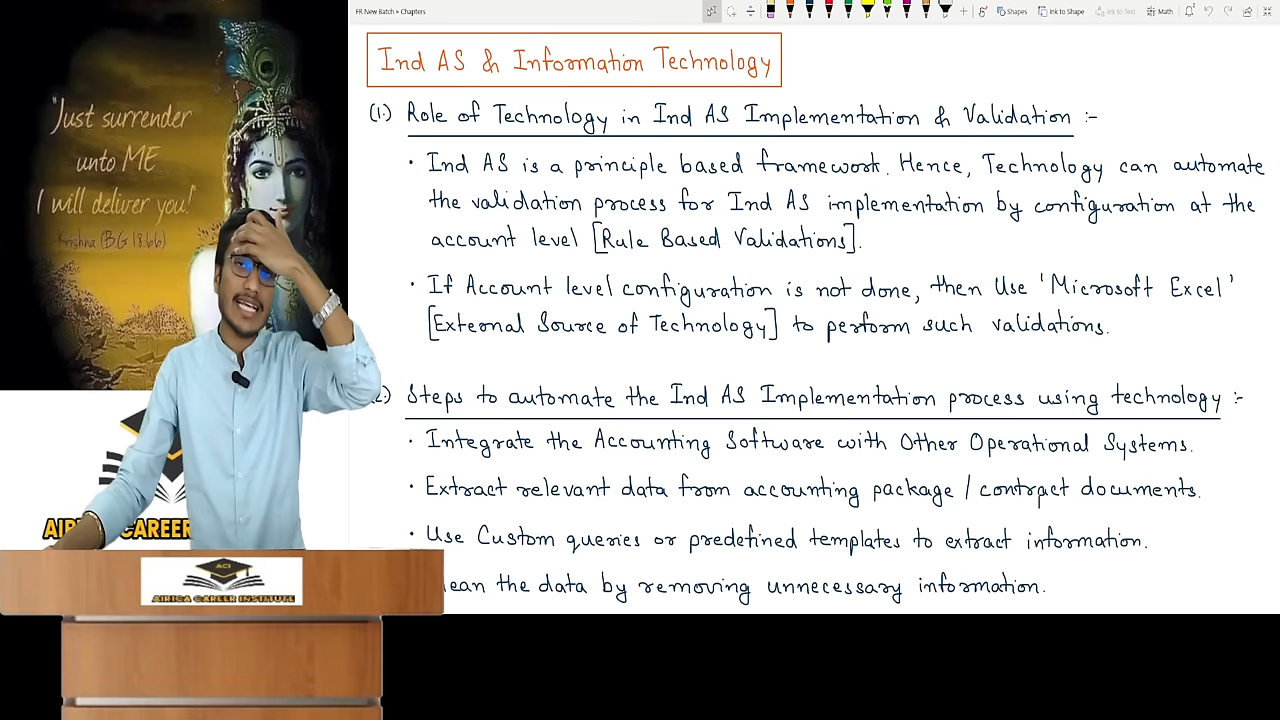 FR New Batch » Chapters
Shapes
Ink to Shape
Ink to Text
Math
"Just surrender
unto ME
I will deliver you!"
Krishna (B.G 18:66)
Ind AS & Information Technology
(1.) Role of Technology in Ind AS Implementation & Validation :-
· Ind AS is a principle based framework. Hence, Technology can automate
the validation process for Ind AS implementation by configuration at the
account level [Rule Based Validations].
· If Account level configuration is not done, then Use 'Microsoft Excel'
[External Source of Technology] to perform such validations.
2.) Steps to automate the Ind AS Implementation process using technology :-
· Integrate the Accounting Software with Other Operational Systems.
· Extract relevant data from accounting package / contract documents.
· Use Custom queries or predefined templates to extract information.
lean the data by removing unnecessary information.
CAREER
ACI
AIRICA CAREER INSTITUTE